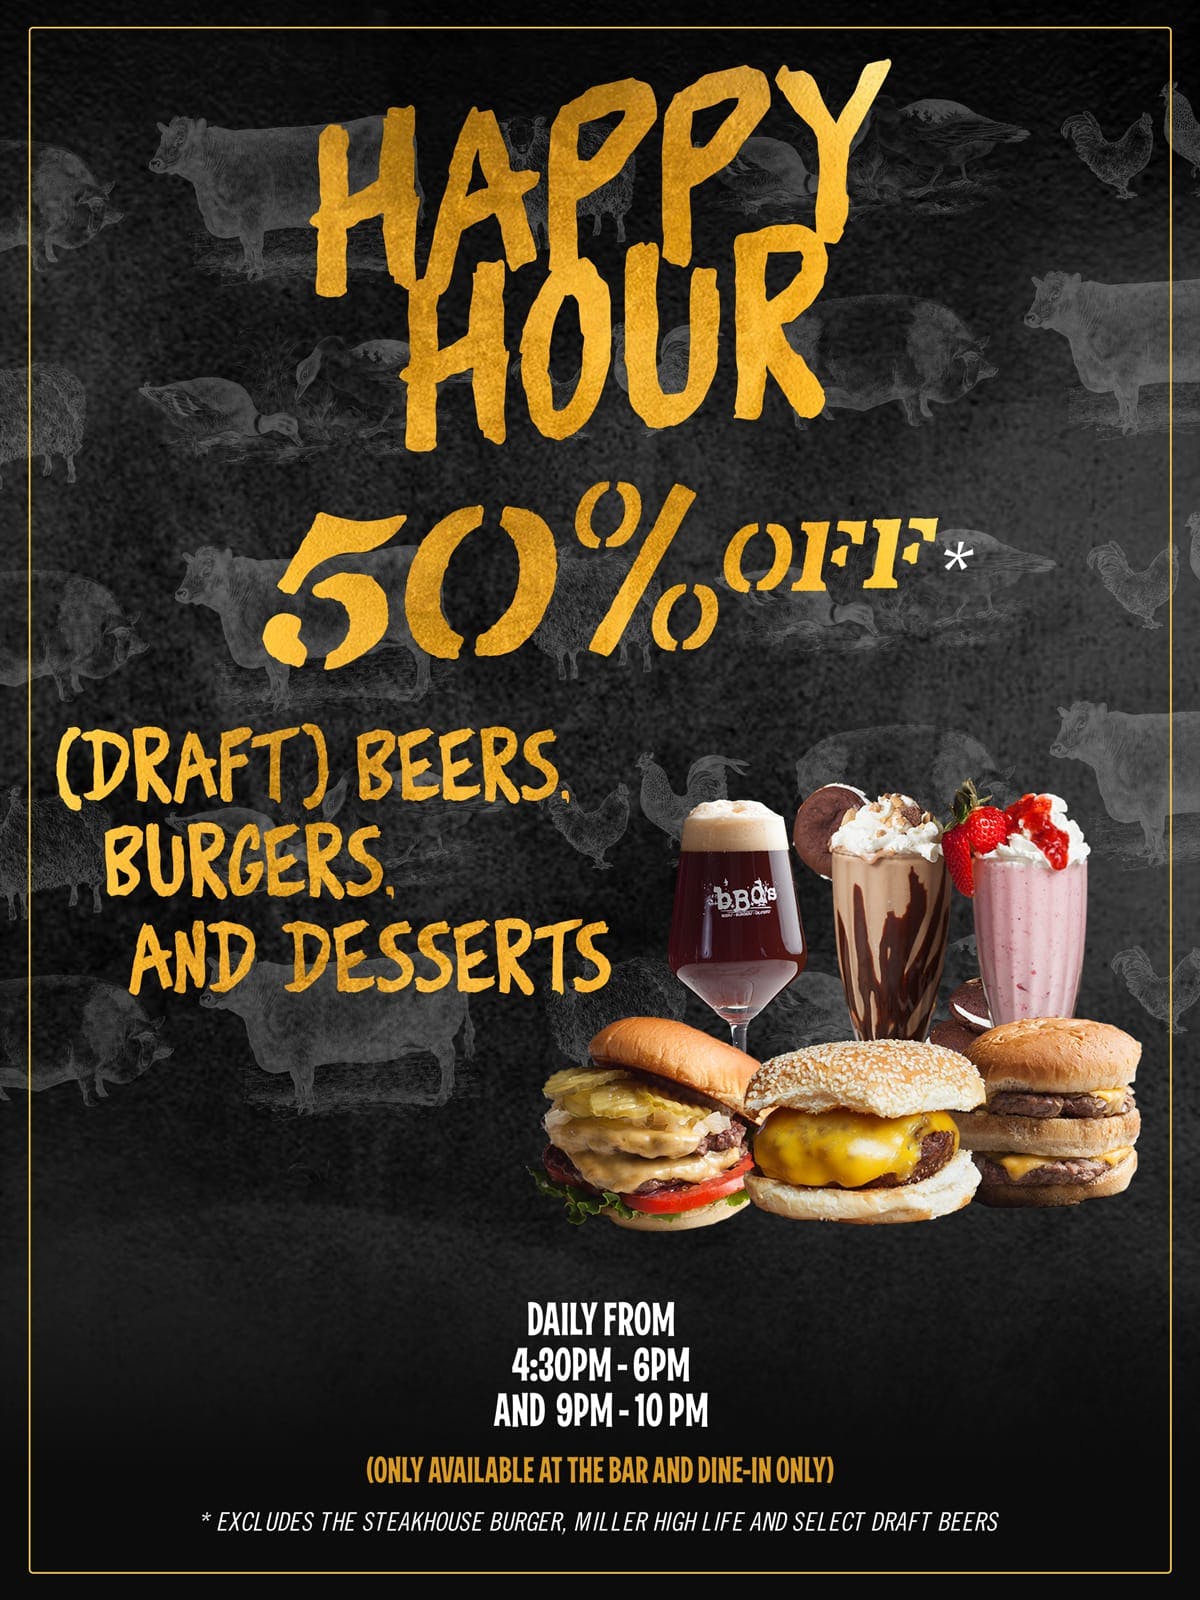 HAPPY
HOUR
50% OFF*
(DRAFT) BEERS,
BURGERS,
AND DESSERTS
bBd's
DAILY FROM
4:30PM - 6PM
AND 9PM - 10 PM
(ONLY AVAILABLE AT THE BAR AND DINE-IN ONLY)
* EXCLUDES THE STEAKHOUSE BURGER, MILLER HIGH LIFE AND SELECT DRAFT BEERS